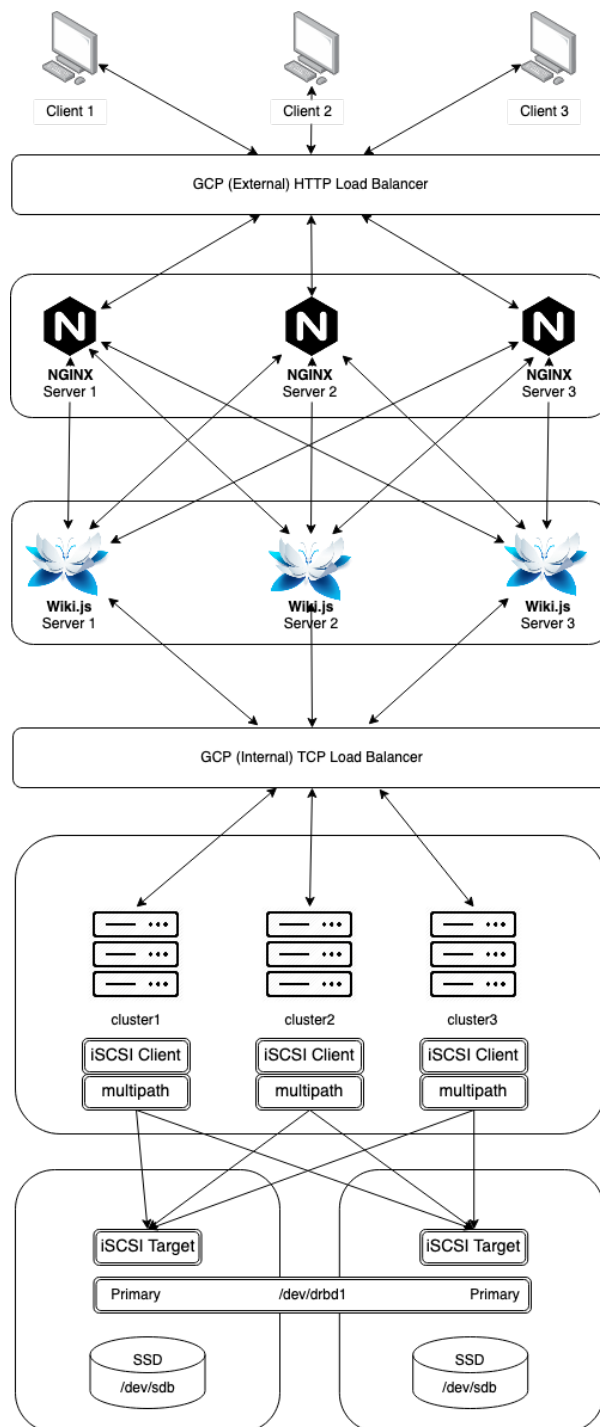 Client 1
Client 2
Client 3
GCP (External) HTTP Load Balancer
N
N
N
NGINX
Server 1
NGINX
Server 2
NGINX
Server 3
Wiki.js
Server 1
Wiki.js
Server 2
Wiki.js
Server 3
GCP (Internal) TCP Load Balancer
cluster1
cluster2
cluster3
iSCSI Client
iSCSI Client
iSCSI Client
multipath
multipath
multipath
iSCSI Target
iSCSI Target
Primary /dev/drbd1 Primary
SSD
/dev/sdb
SSD
/dev/sdb